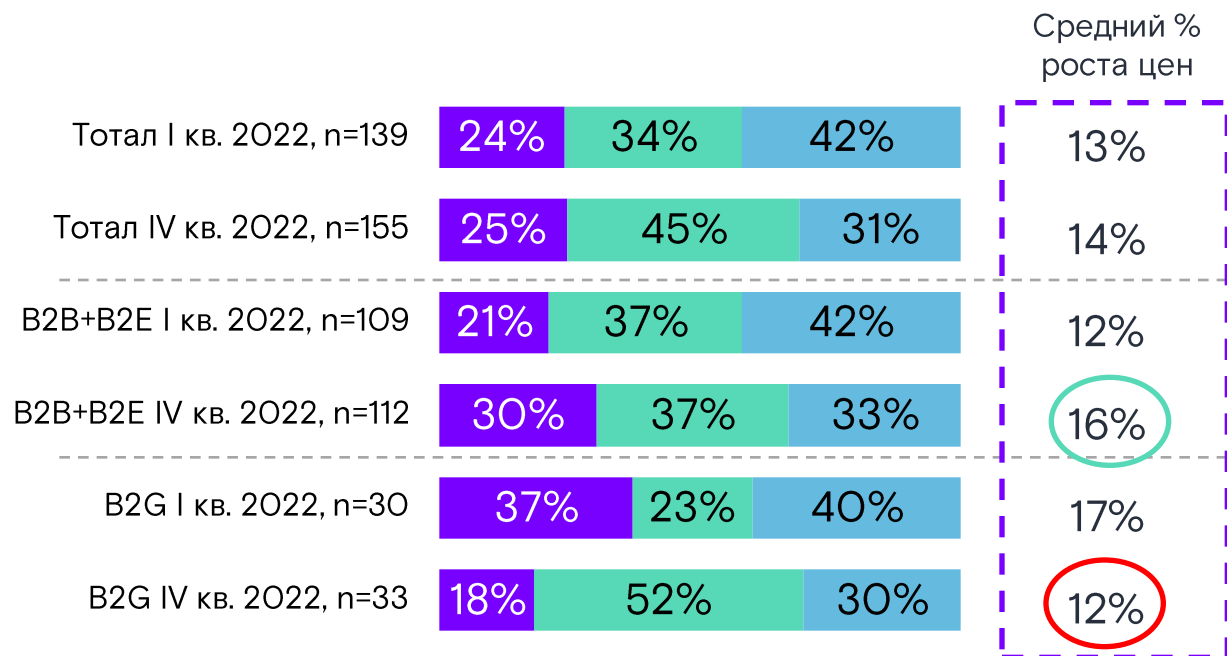 Средний %
роста цен
Тотал I кв. 2022, n=139 24% 34% 42% 13%
Тотал IV кв. 2022, n=155 25% 45% 31% 14%
B2B+B2E I кв. 2022, n=109 21% 37% 42% 12%
B2B+B2E IV кв. 2022, n=112 30% 37% 33% 16%
B2G I кв. 2022, n=30 37% 23% 40% 17%
B2G IV кв. 2022, n=33 18% 52% 30% 12%